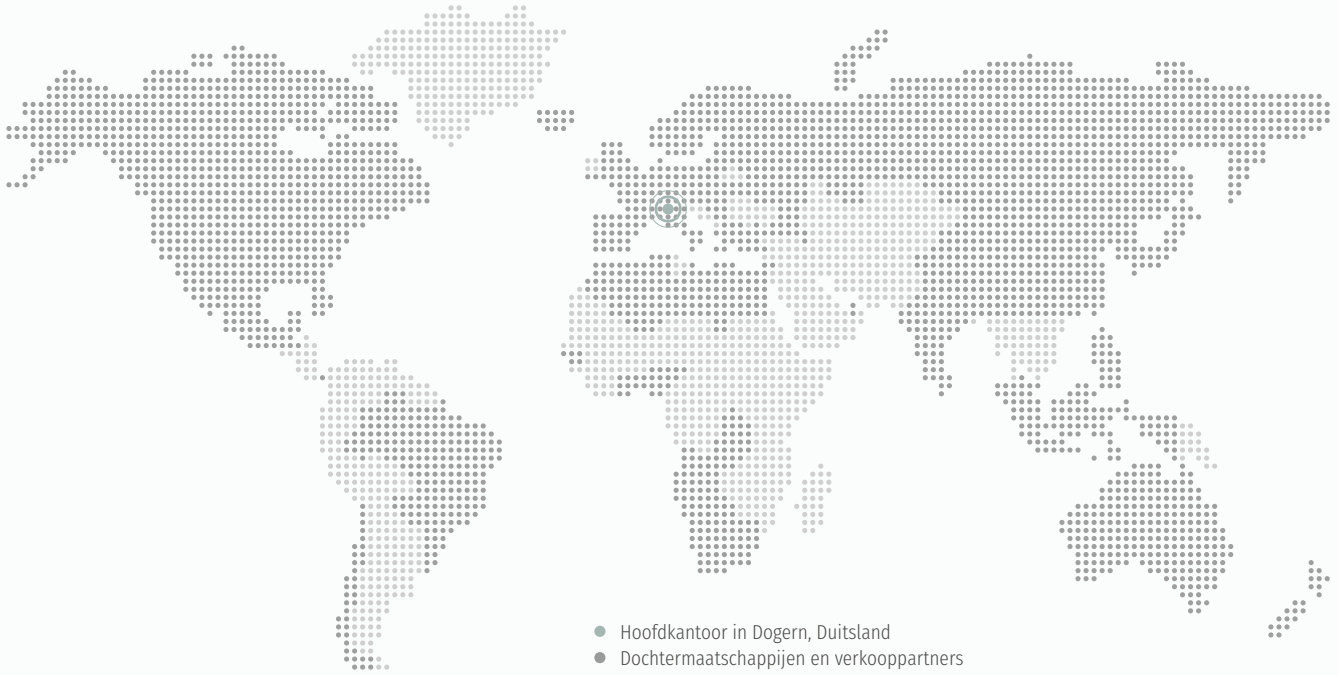 Hoofdkantoor in Dogern, Duitsland
Dochtermaatschappijen en verkooppartners